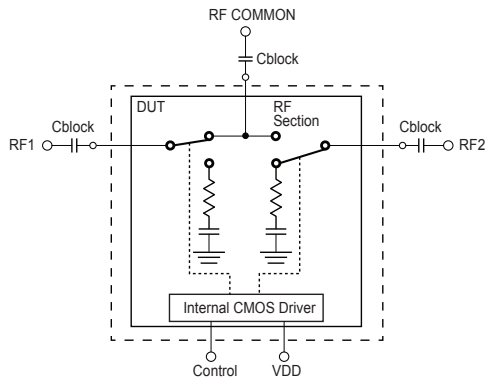 RF COMMON
Cblock
DUT
RF
Section
Cblock
Cblock
RF1
RF2
Internal CMOS Driver
Control
VDD